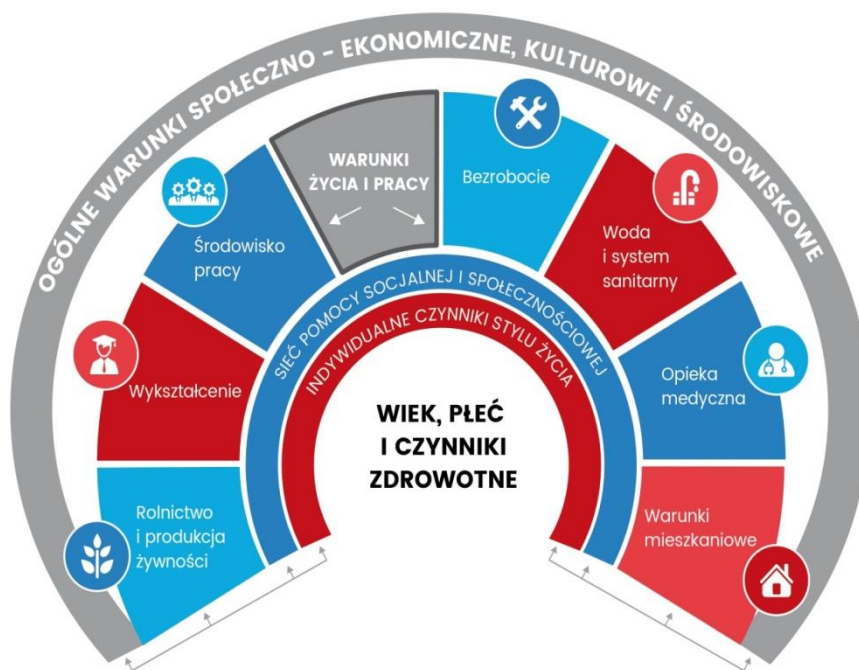 OGÓLNE WARUNKI SPOŁECZNO – EKONOMICZNE, KULTUROWE I ŚRODOWISKOWE
WARUNKI
ŻYCIA I PRACY
Bezrobocie
Środowisko
pracy
Woda
i system
sanitarny
Wykształcenie
Opieka
medyczna
Rolnictwo
i produkcja
żywności
Warunki
mieszkaniowe
SIEĆ POMOCY SOCJALNEJ I SPOŁECZNOŚCIOWEJ
INDYWIDUALNE CZYNNIKI STYLU ŻYCIA
WIEK, PŁEĆ
I CZYNNIKI
ZDROWOTNE